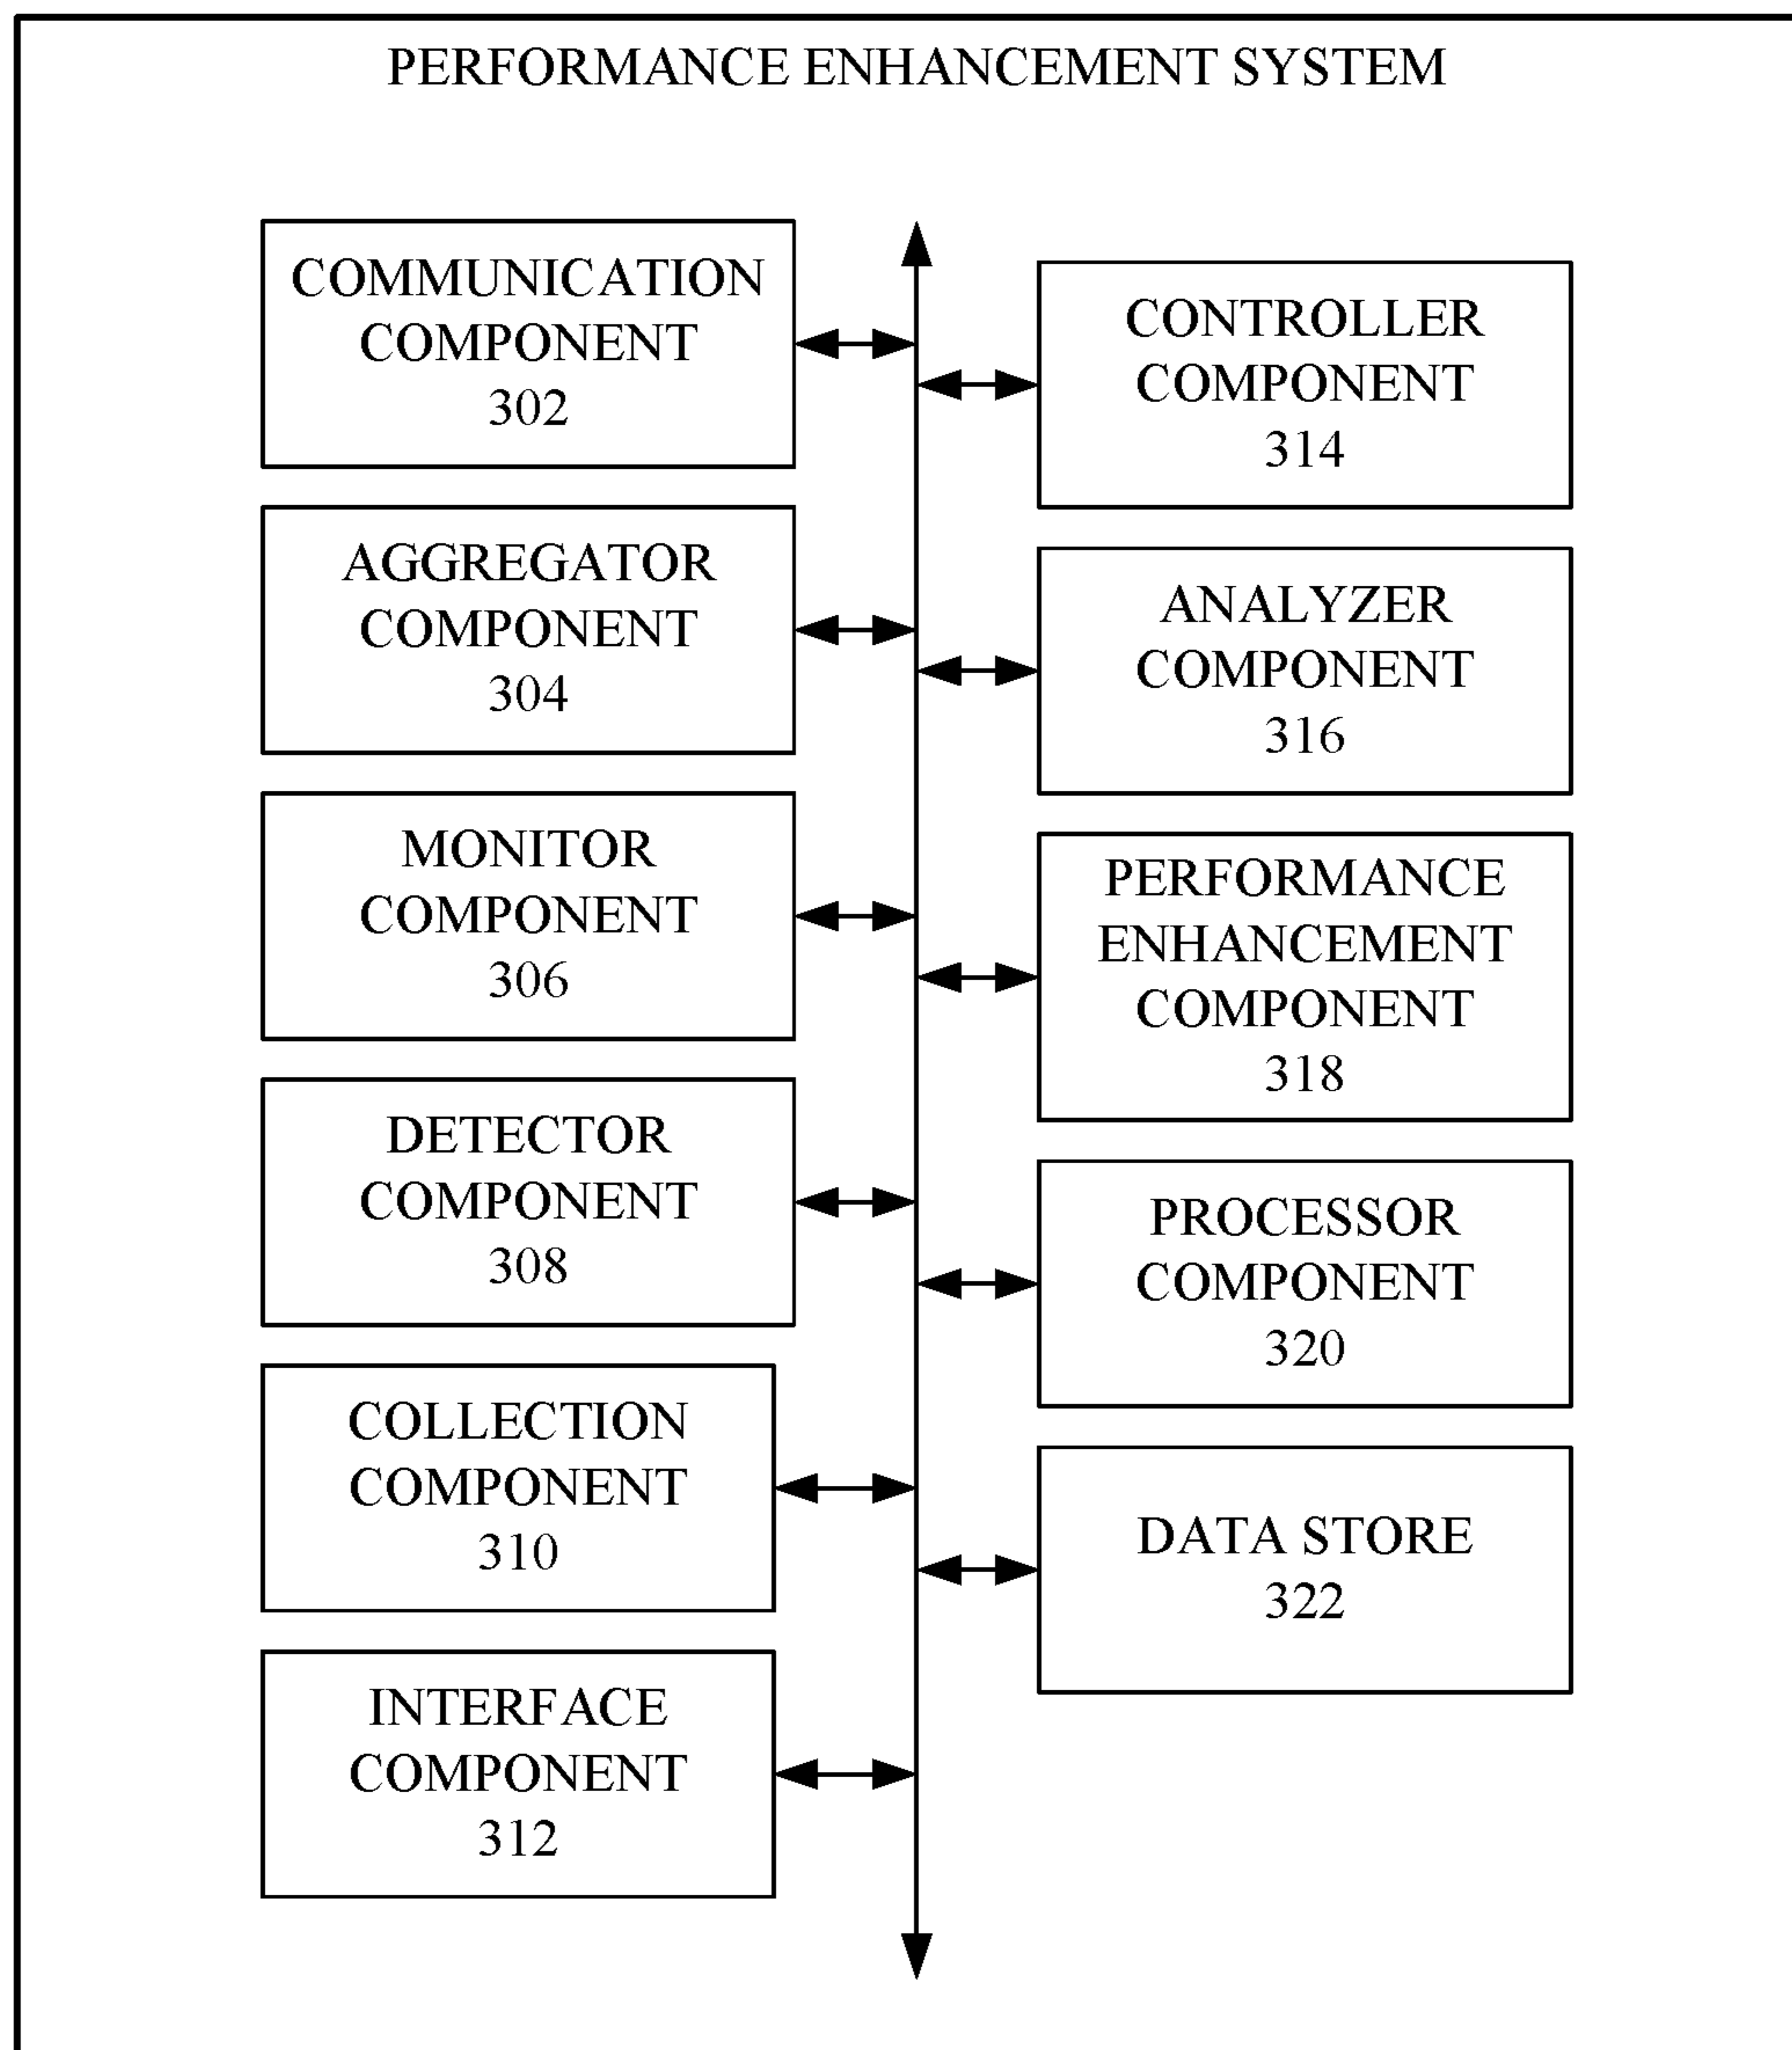 PERFORMANCE ENHANCEMENT SYSTEM
COMMUNICATION
COMPONENT
302
AGGREGATOR
COMPONENT
304
MONITOR
COMPONENT
306
DETECTOR
COMPONENT
308
COLLECTION
COMPONENT
310
INTERFACE
COMPONENT
312
CONTROLLER
COMPONENT
314
ANALYZER
COMPONENT
316
PERFORMANCE
ENHANCEMENT
COMPONENT
318
PROCESSOR
COMPONENT
320
DATA STORE
322